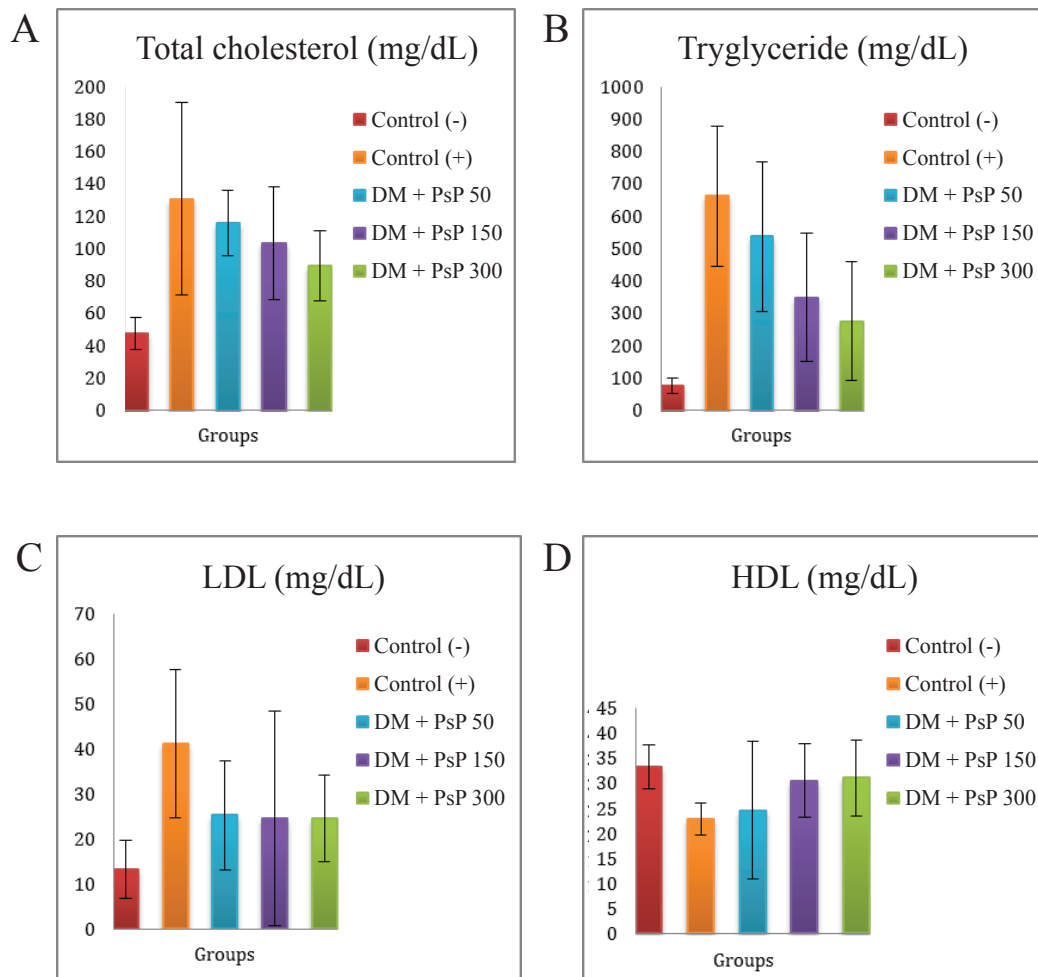 A
Total cholesterol (mg/dL)
200
180
160
140
120
100
80
60
40
20
0
Control (-)
Control (+)
DM + PsP 50
DM + PsP 150
DM + PsP 300
Groups
B
Tryglyceride (mg/dL)
1000
900
800
700
600
500
400
300
200
100
0
Control (-)
Control (+)
DM + PsP 50
DM + PsP 150
DM + PsP 300
Groups
C
LDL (mg/dL)
70
60
50
40
30
20
10
0
Control (-)
Control (+)
DM + PsP 50
DM + PsP 150
DM + PsP 300
Groups
D
HDL (mg/dL)
45
40
35
30
25
20
15
10
5
0
Control (-)
Control (+)
DM + PsP 50
DM + PsP 150
DM + PsP 300
Groups